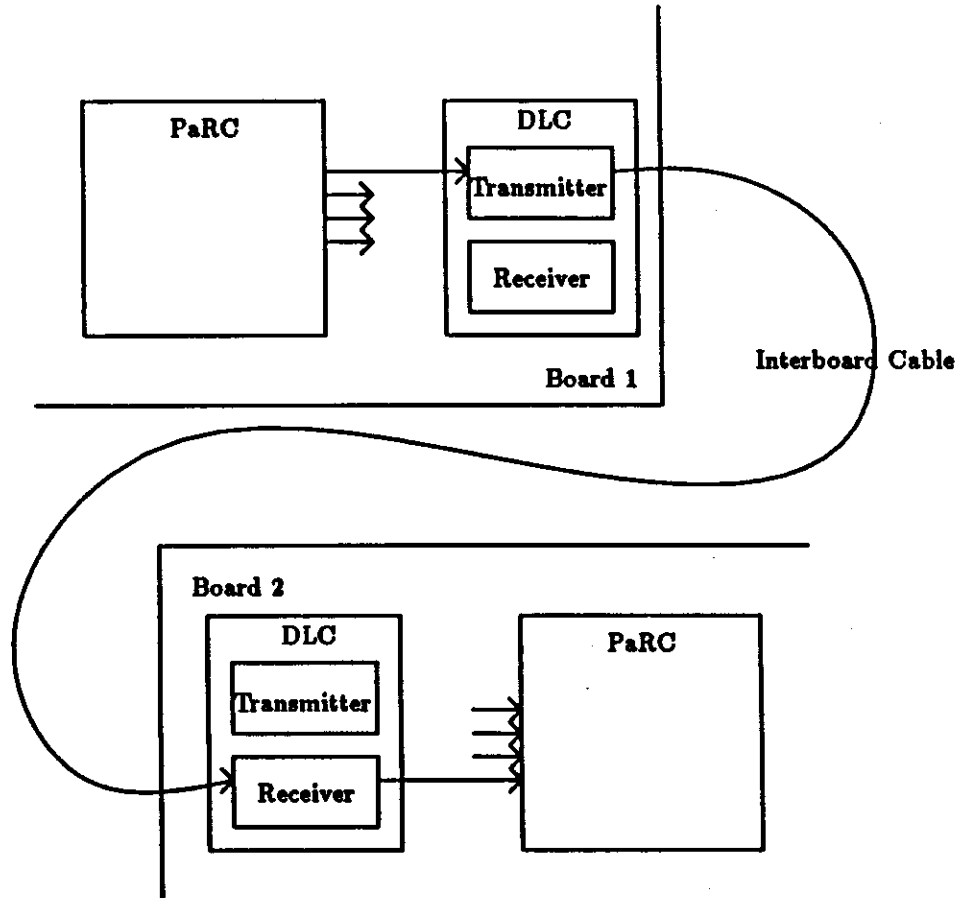 PaRC
DLC
Transmitter
Receiver
Board 1
Interboard Cable
Board 2
DLC
PaRC
Transmitter
Receiver